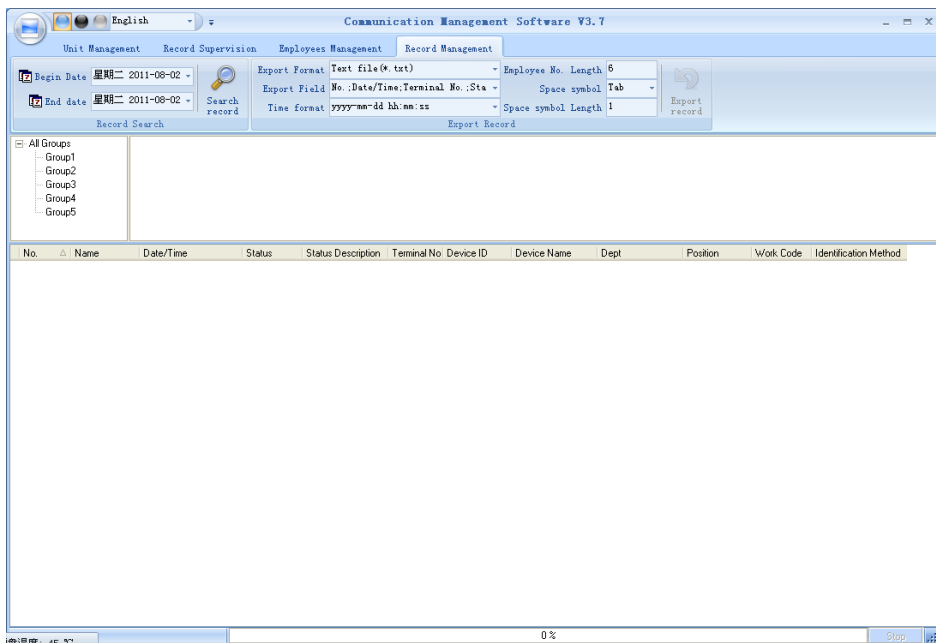 English
Communication Management Software V3.7
Unit Management Record Supervision Employees Management Record Management
Begin Date 星期二 2011-08-02
End date 星期二 2011-08-02
Search record
Record Search
Export Format Text file(*.txt)
Export Field No.;Date/Time;Terminal No.;Sta
Time format yyyy-mm-dd hh:nn:ss
Employee No. Length 6
Space symbol Tab
Space symbol Length 1
Export record
Export Record
All Groups
Group1
Group2
Group3
Group4
Group5
No. Name Date/Time Status Status Description Terminal No Device ID Device Name Dept Position Work Code Identification Method
0%
Stop